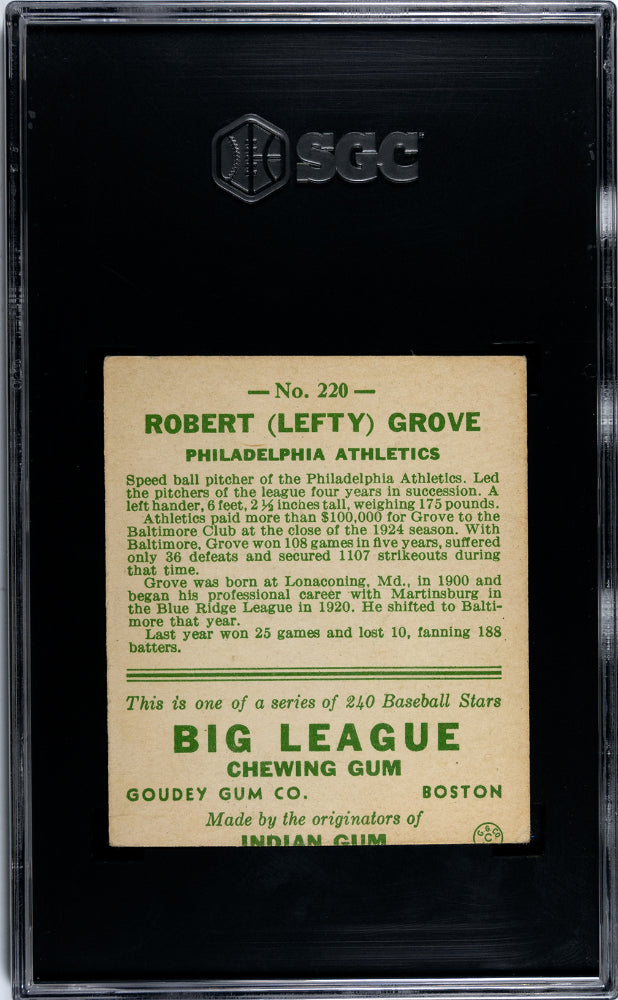 SGC
— No. 220 —
ROBERT (LEFTY) GROVE
PHILADELPHIA ATHLETICS
Speed ball pitcher of the Philadelphia Athletics. Led
the pitchers of the league four years in succession. A
left hander, 6 feet, 2 ½ inches tall, weighing 175 pounds.
Athletics paid more than $100,000 for Grove to the
Baltimore Club at the close of the 1924 season. With
Baltimore, Grove won 108 games in five years, suffered
only 36 defeats and secured 1107 strikeouts during
that time.
Grove was born at Lonaconing, Md., in 1900 and
began his professional career with Martinsburg in
the Blue Ridge League in 1920. He shifted to Balti-
more that year.
Last year won 25 games and lost 10, fanning 188
batters.
This is one of a series of 240 Baseball Stars
BIG LEAGUE
CHEWING GUM
GOUDEY GUM CO. BOSTON
Made by the originators of
INDIAN GUM
G.G.CO.
C